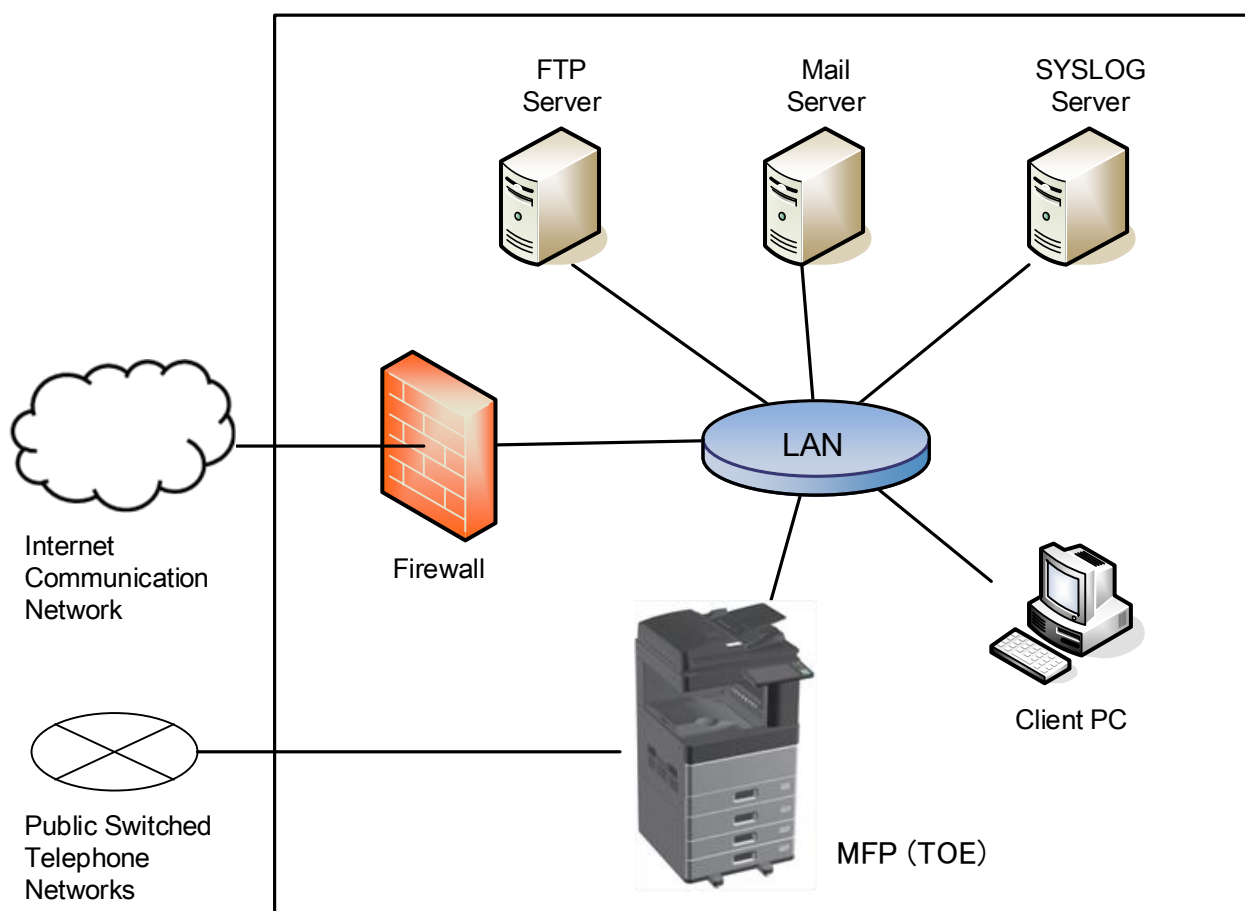 FTP
Server
Mail
Server
SYSLOG
Server
LAN
Internet
Communication
Network
Firewall
Client PC
Public Switched
Telephone
Networks
MFP (TOE)